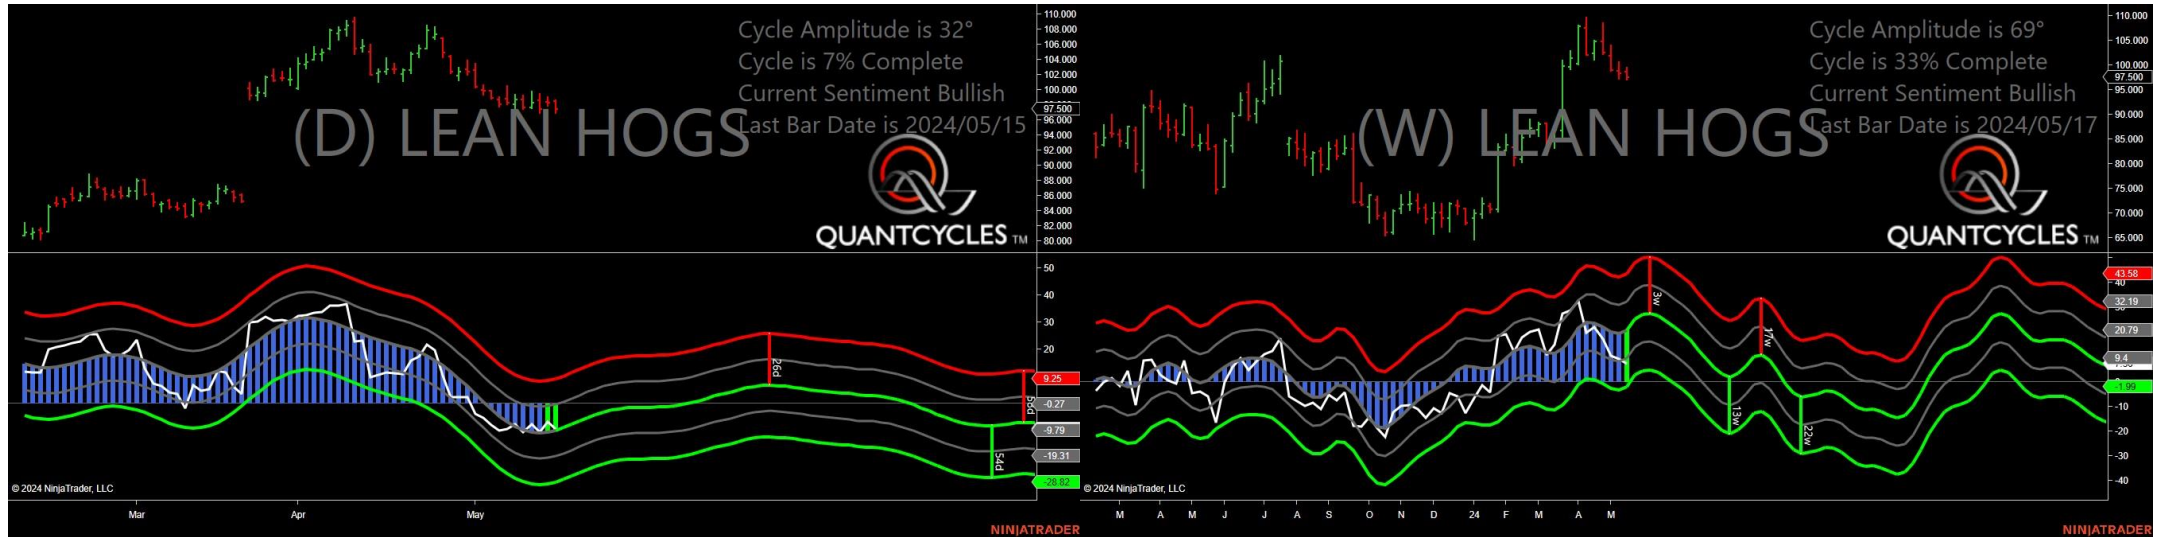 Cycle Amplitude is 32°
Cycle is 7% Complete
Current Sentiment Bullish
Last Bar Date is 2024/05/15
(D) LEAN HOGS
QUANTCYCLES TM
110.000
108.000
106.000
104.000
102.000
100.000
97.500
96.000
94.000
92.000
90.000
88.000
86.000
84.000
82.000
80.000
50
40
30
20
9.25
-0.27
-9.79
-19.31
-28.82
26d
54d
58d
© 2024 NinjaTrader, LLC
Mar
Apr
May
NINJATRADER
Cycle Amplitude is 69°
Cycle is 33% Complete
Current Sentiment Bullish
Last Bar Date is 2024/05/17
(W) LEAN HOGS
QUANTCYCLES TM
110.000
105.000
100.000
97.500
95.000
90.000
85.000
80.000
75.000
70.000
65.000
43.58
40
32.19
20.79
9.4
-1.99
-10
-20
-30
-40
3w
17w
13w
22w
© 2024 NinjaTrader, LLC
M A M J J A S O N D 24 F M A M
NINJATRADER